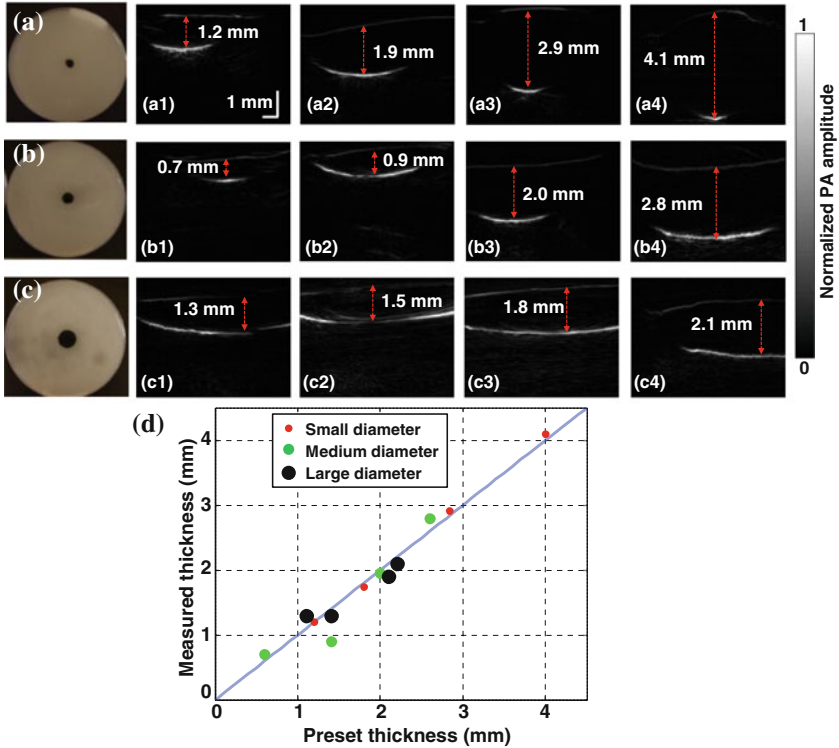 (a)
1.2 mm
1 mm
(a1)
1.9 mm
(a2)
2.9 mm
(a3)
4.1 mm
(a4)
(b)
0.7 mm
(b1)
0.9 mm
(b2)
2.0 mm
(b3)
2.8 mm
(b4)
(c)
1.3 mm
(c1)
1.5 mm
(c2)
1.8 mm
(c3)
2.1 mm
(c4)
1
Normalized PA amplitude
0
(d)
Small diameter
Medium diameter
Large diameter
Measured thickness (mm)
4
3
2
1
0
0
1
2
3
4
Preset thickness (mm)